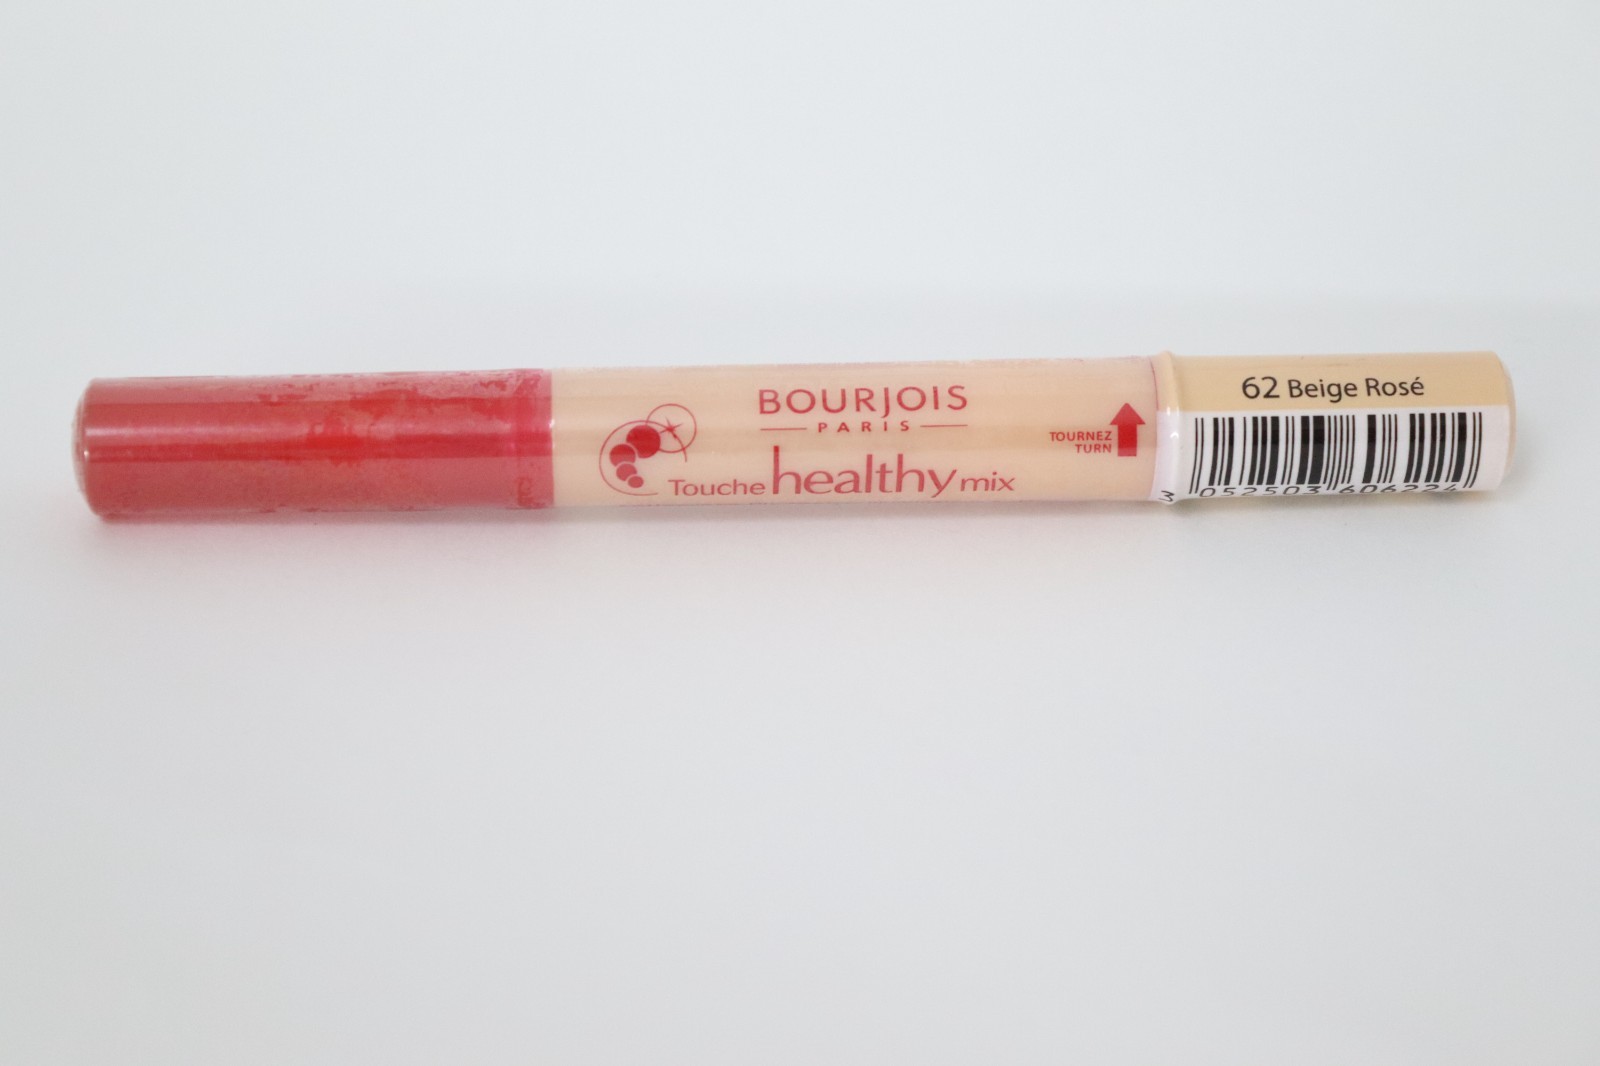 BOURJOIS
PARIS
Touche healthy mix
TOURNEZ
TURN
62 Beige Rosé
3 052503 606224